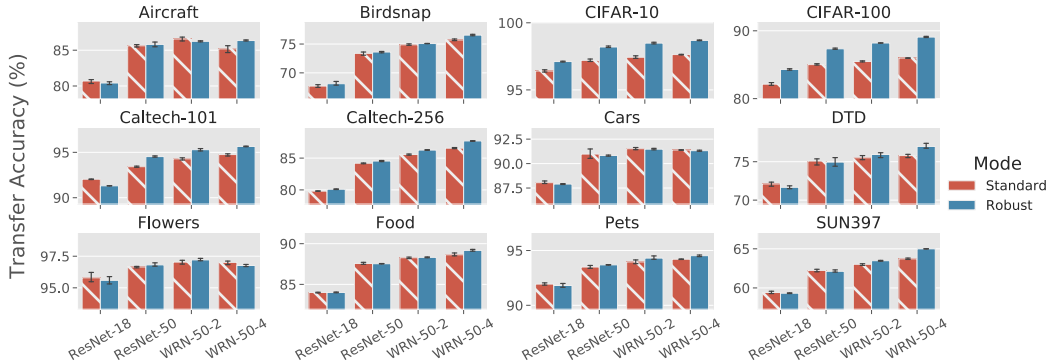 Transfer Accuracy (%)
Aircraft
85
80
Birdsnap
75
70
CIFAR-10
100
95
CIFAR-100
90
80
Caltech-101
95
90
Caltech-256
85
80
Cars
92.5
90.0
87.5
DTD
75
70
Flowers
97.5
95.0
Food
90
85
Pets
95
90
SUN397
65
60
ResNet-18
ResNet-50
WRN-50-2
WRN-50-4
ResNet-18
ResNet-50
WRN-50-2
WRN-50-4
ResNet-18
ResNet-50
WRN-50-2
WRN-50-4
ResNet-18
ResNet-50
WRN-50-2
WRN-50-4
Mode
Standard
Robust